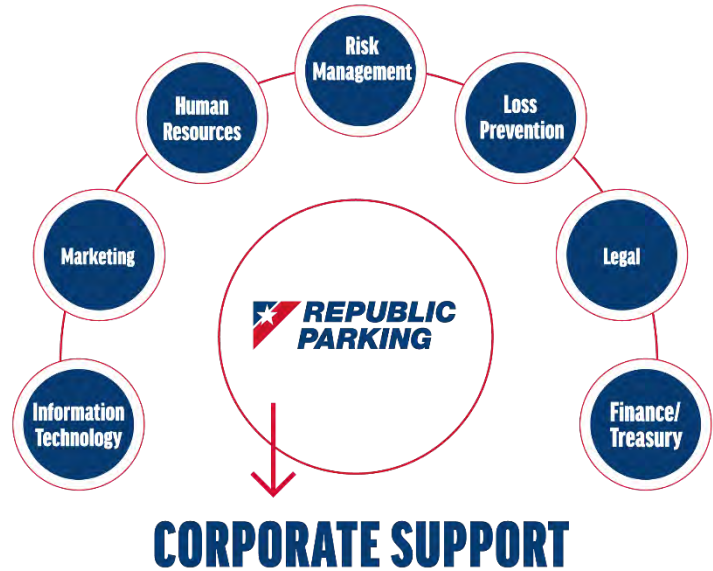 Risk
Management
Human
Resources
Loss
Prevention
Marketing
Legal
REPUBLIC
PARKING
Information
Technology
Finance/
Treasury
CORPORATE SUPPORT